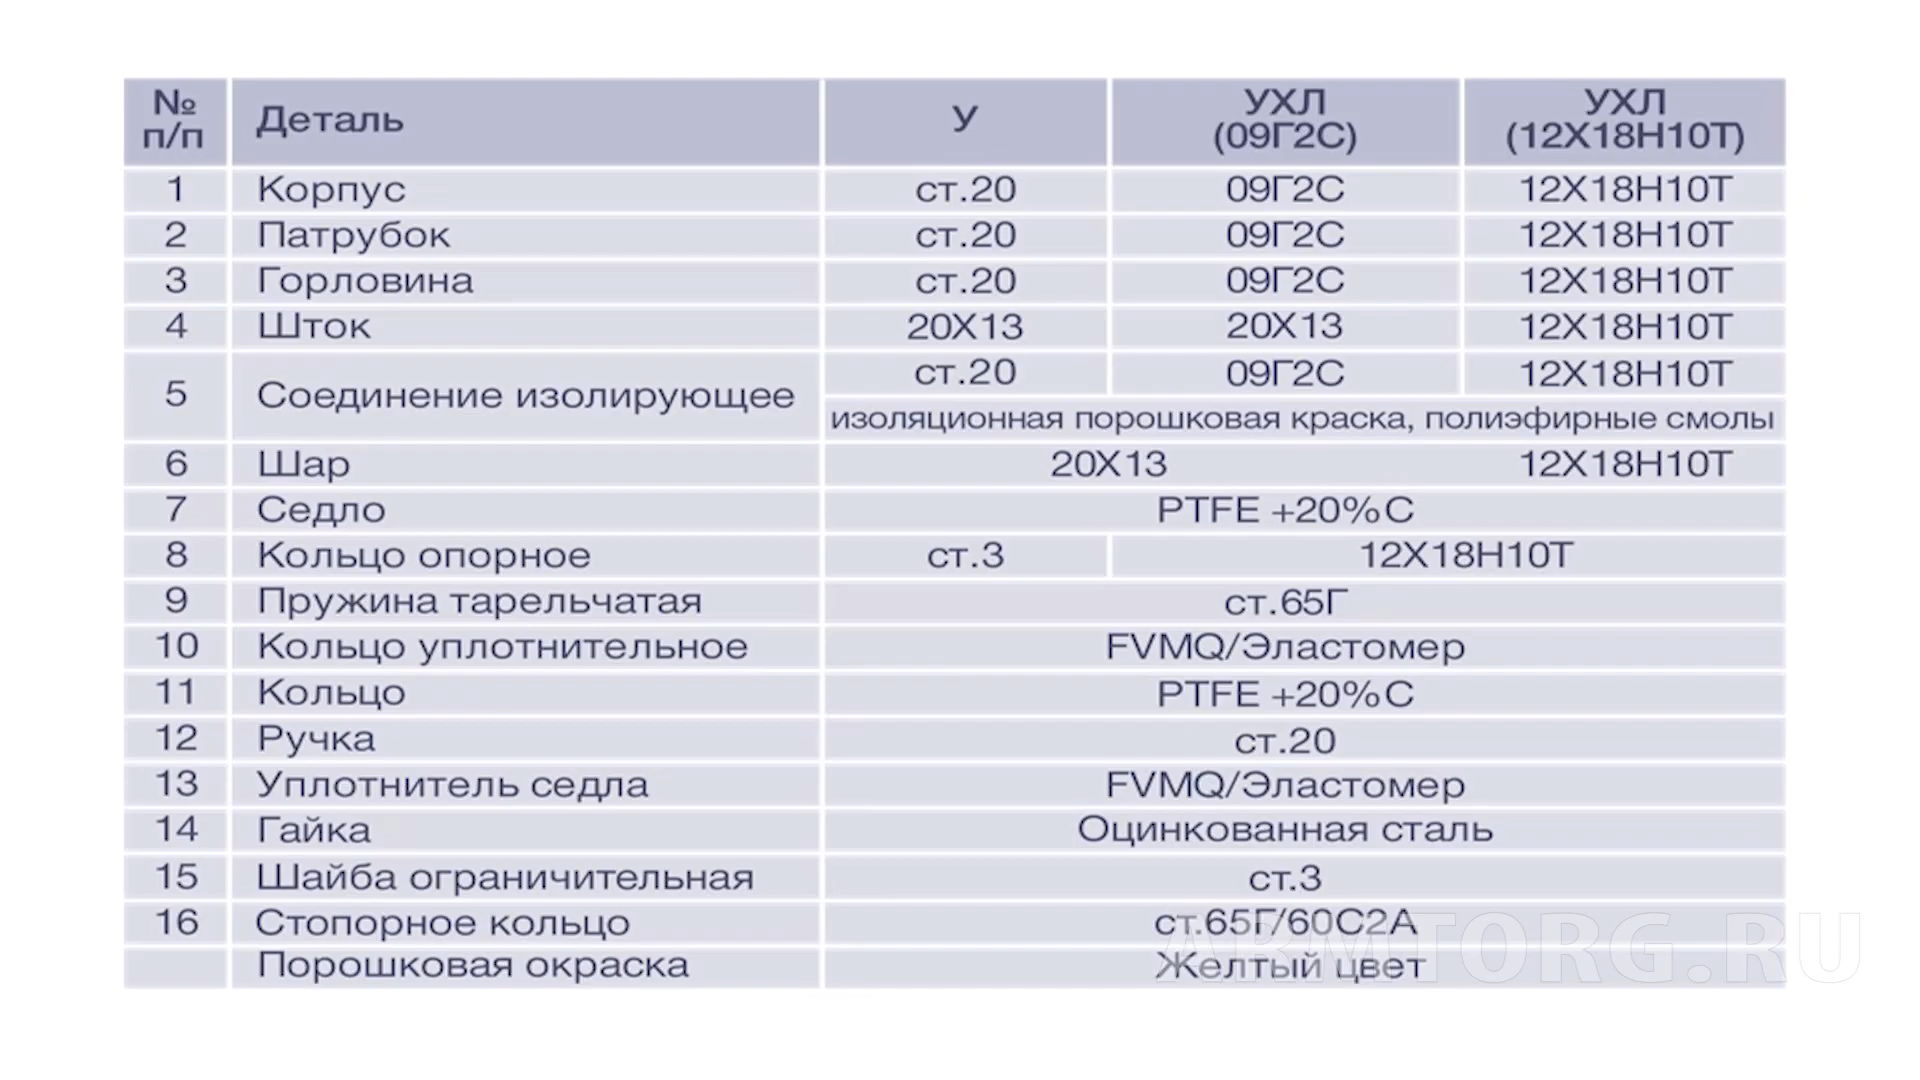 № п/п Деталь У УХЛ (09Г2С) УХЛ (12Х18Н10Т)
1 Корпус ст.20 09Г2С 12Х18Н10Т
2 Патрубок ст.20 09Г2С 12Х18Н10Т
3 Горловина ст.20 09Г2С 12Х18Н10Т
4 Шток 20Х13 20Х13 12Х18Н10Т
5 Соединение изолирующее ст.20 09Г2С 12Х18Н10Т
изоляционная порошковая краска, полиэфирные смолы
6 Шар 20Х13 12Х18Н10Т
7 Седло PTFE +20%C
8 Кольцо опорное ст.3 12Х18Н10Т
9 Пружина тарельчатая ст.65Г
10 Кольцо уплотнительное FVMQ/Эластомер
11 Кольцо PTFE +20%C
12 Ручка ст.20
13 Уплотнитель седла FVMQ/Эластомер
14 Гайка Оцинкованная сталь
15 Шайба ограничительная ст.3
16 Стопорное кольцо ст.65Г/60С2А
Порошковая окраска Желтый цвет
ARMTORG.RU